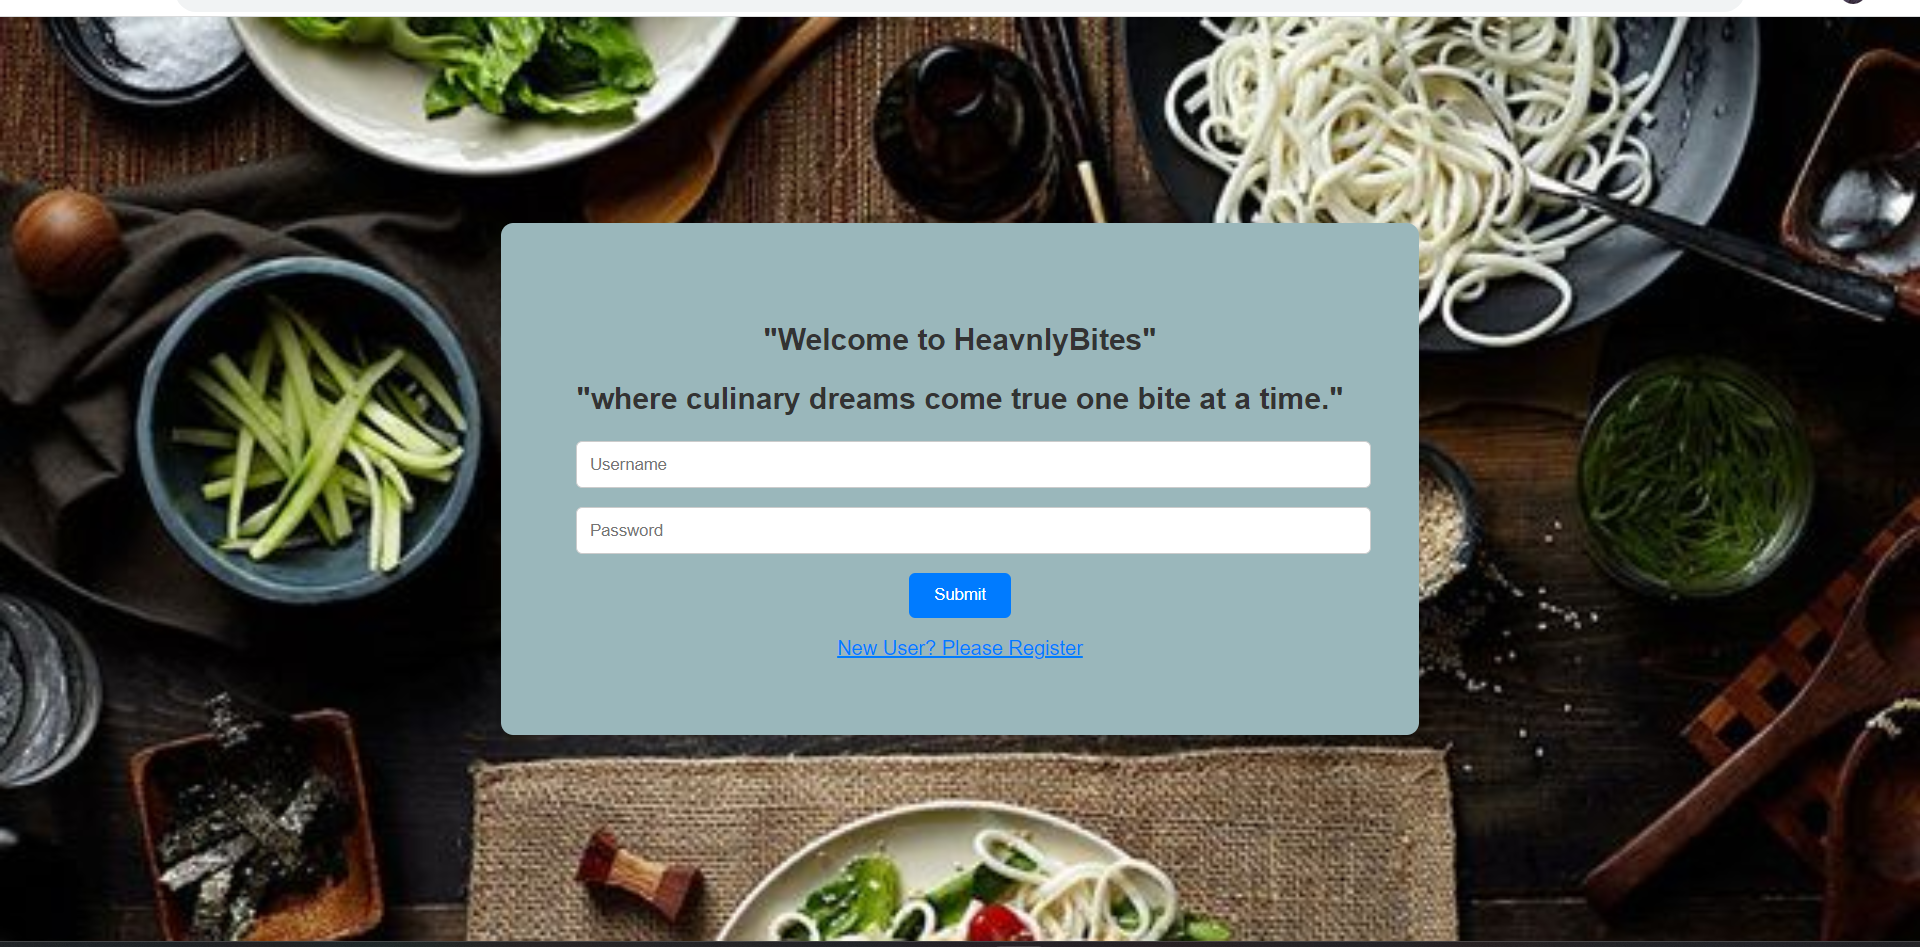 "Welcome to HeavnlyBites"
"where culinary dreams come true one bite at a time."
Username
Password
Submit
New User? Please Register